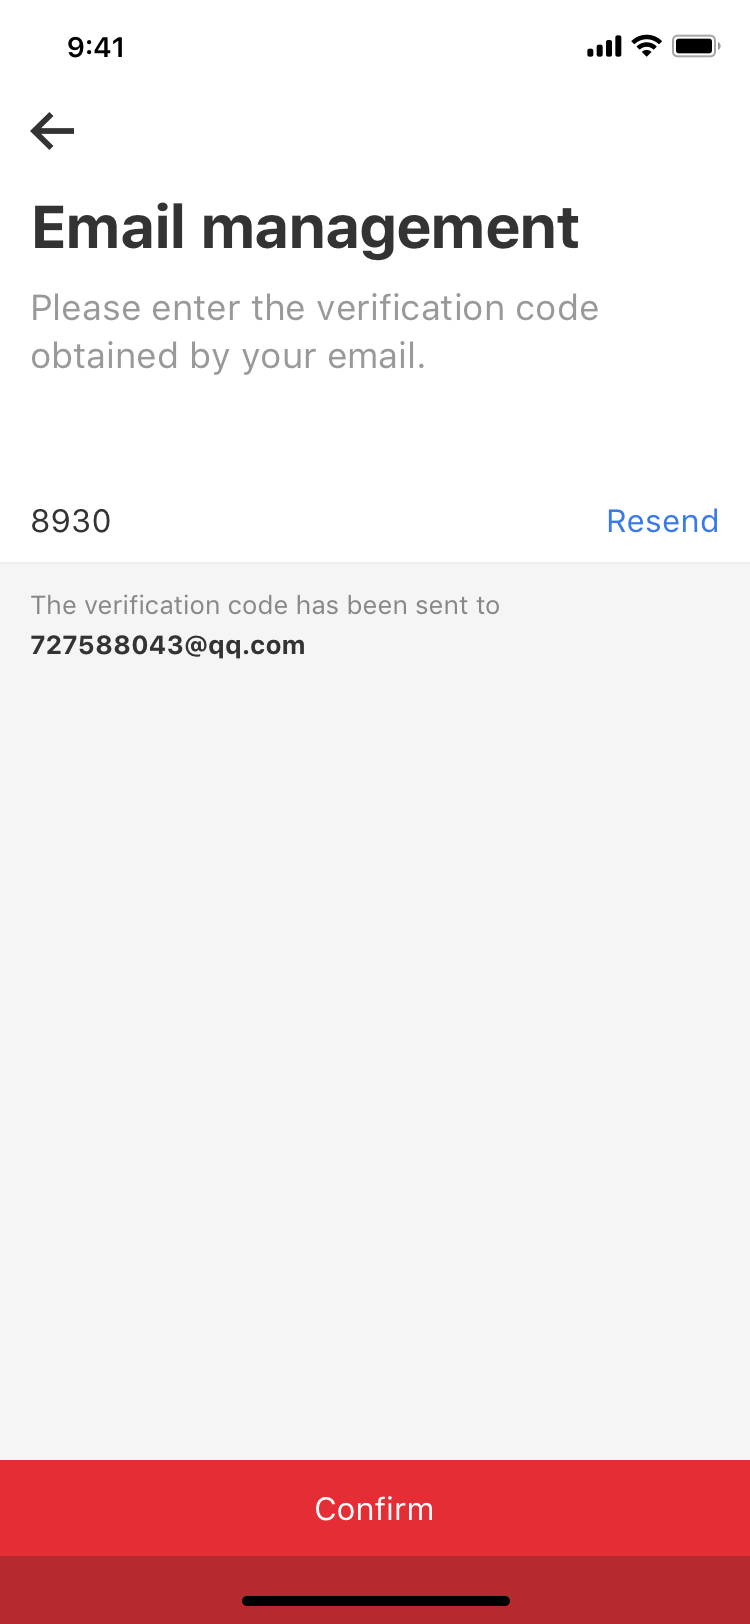 9:41
Email management
Please enter the verification code
obtained by your email.
8930 Resend
The verification code has been sent to
727588043@qq.com
Confirm